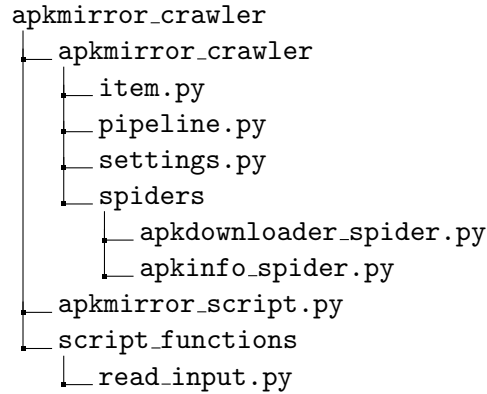 apkmirror_crawler
apkmirror_crawler
item.py
pipeline.py
settings.py
spiders
apkdownloader_spider.py
apkinfo_spider.py
apkmirror_script.py
script_functions
read_input.py